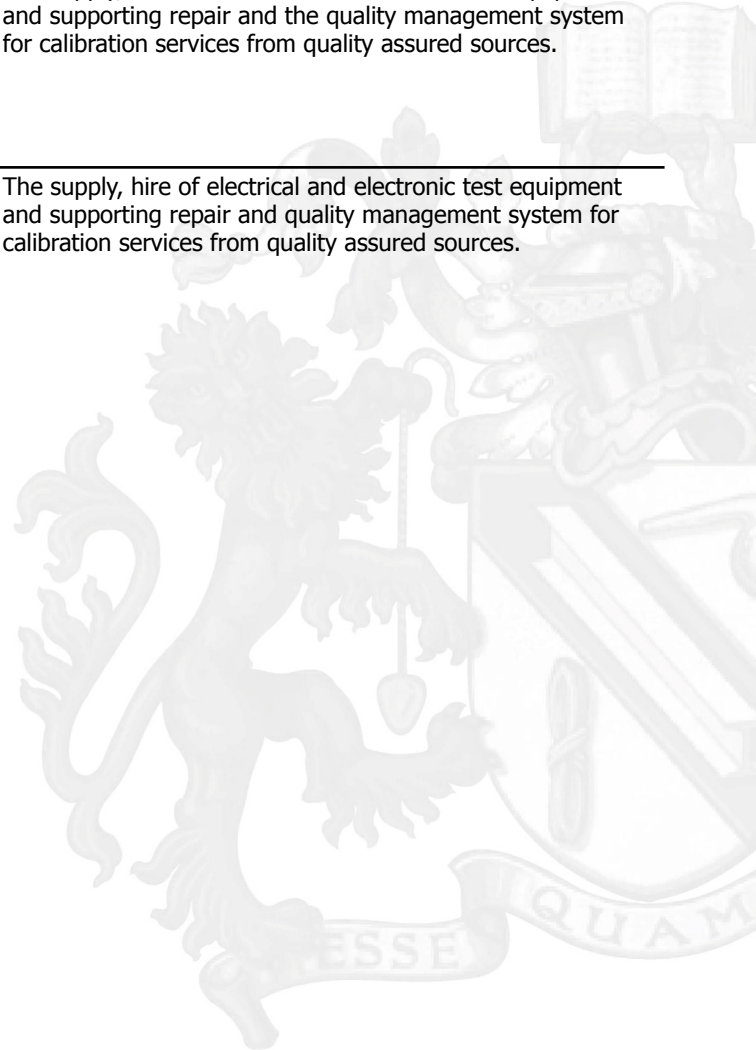 and supporting repair and the quality management system
for calibration services from quality assured sources.
The supply, hire of electrical and electronic test equipment
and supporting repair and quality management system for
calibration services from quality assured sources.
ESSE
QUAM